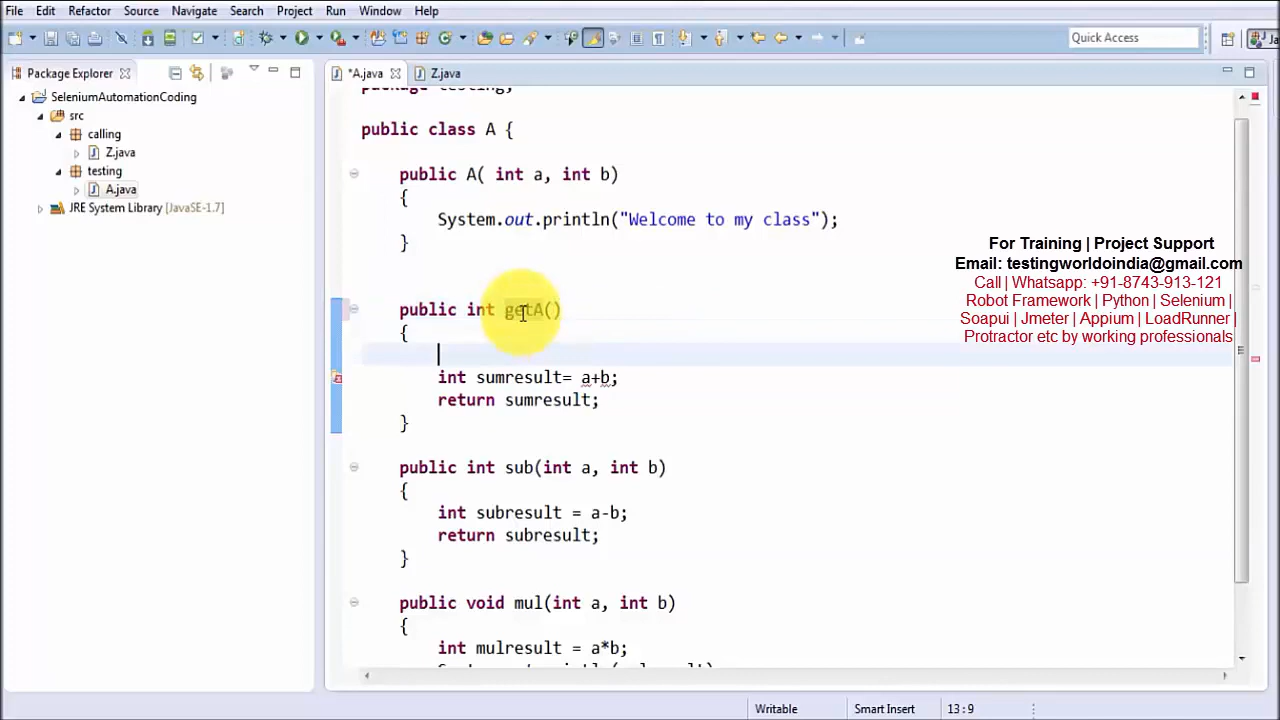 File Edit Refactor Source Navigate Search Project Run Window Help
Quick Access
Package Explorer
*A.java
Z.java
SeleniumAutomationCoding
src
calling
Z.java
testing
A.java
JRE System Library [JavaSE-1.7]
package testing;
public class A {
public A( int a, int b)
{
System.out.println("Welcome to my class");
}
For Training | Project Support
Email: testingworldoindia@gmail.com
Call | Whatsapp: +91-8743-913-121
Robot Framework | Python | Selenium |
Soapui | Jmeter | Appium | LoadRunner |
Protractor etc by working professionals
public int getA()
{
int sumresult= a+b;
return sumresult;
}
public int sub(int a, int b)
{
int subresult = a-b;
return subresult;
}
public void mul(int a, int b)
{
int mulresult = a*b;
Writable
Smart Insert
13:9